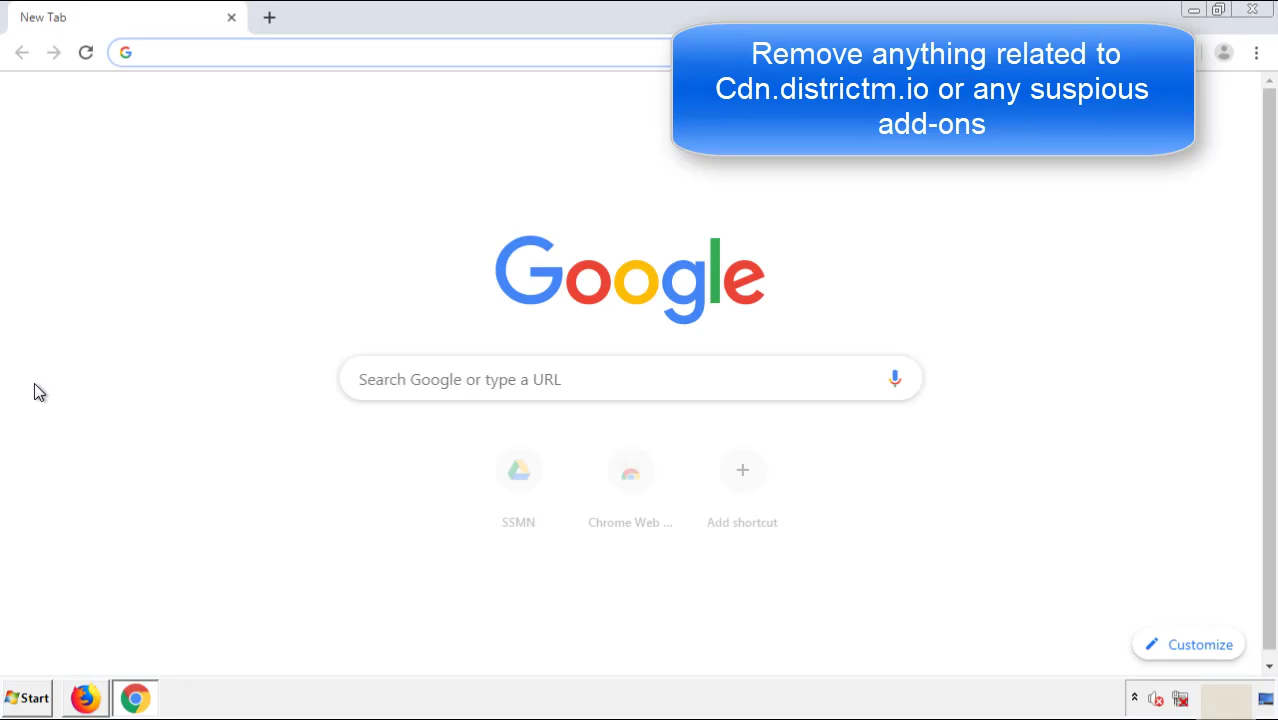 New Tab
Remove anything related to
Cdn.districtm.io or any suspious
add-ons
Google
Search Google or type a URL
SSMN
Chrome Web ...
Add shortcut
Customize
Start